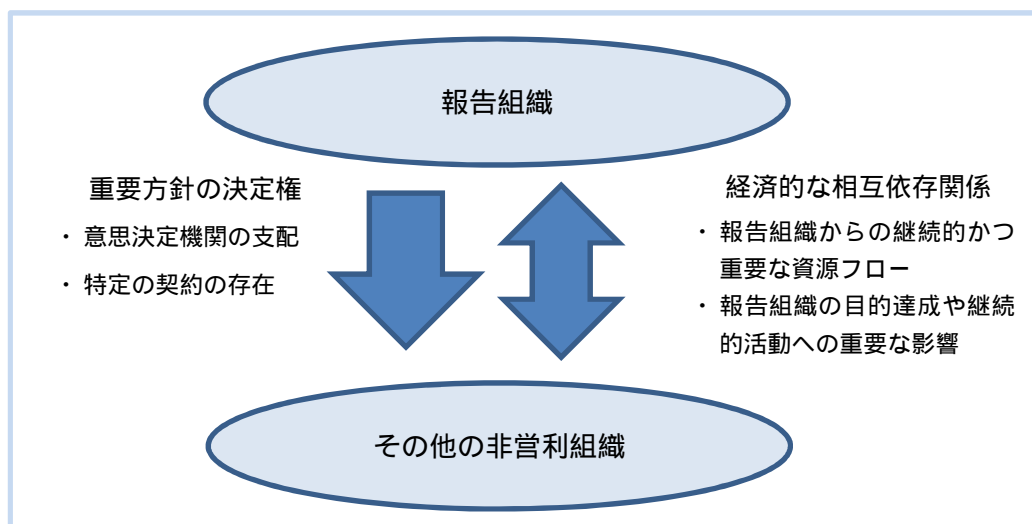 報告組織
重要方針の決定権
・ 意思決定機関の支配
・ 特定の契約の存在
経済的な相互依存関係
・ 報告組織からの継続的かつ
重要な資源フロー
・ 報告組織の目的達成や継続
的活動への重要な影響
その他の非営利組織